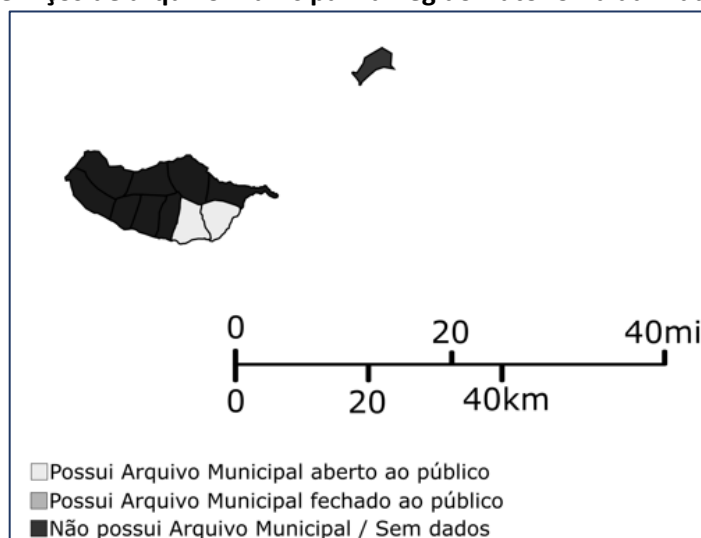 0 20 40mi
0 20 40km
Possui Arquivo Municipal aberto ao público
Possui Arquivo Municipal fechado ao público
Não possui Arquivo Municipal / Sem dados